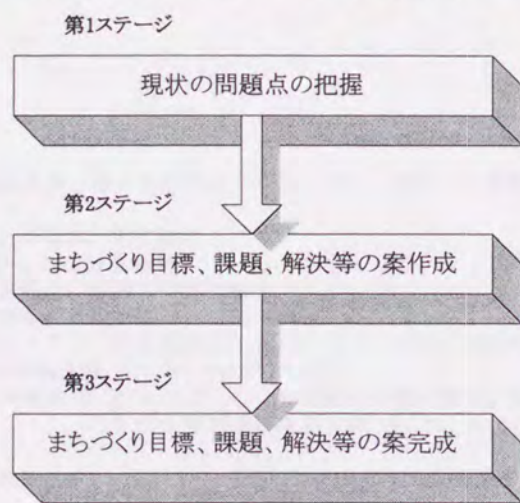 第1ステージ
現状の問題点の把握
第2ステージ
まちづくり目標、課題、解決等の案作成
第3ステージ
まちづくり目標、課題、解決等の案完成